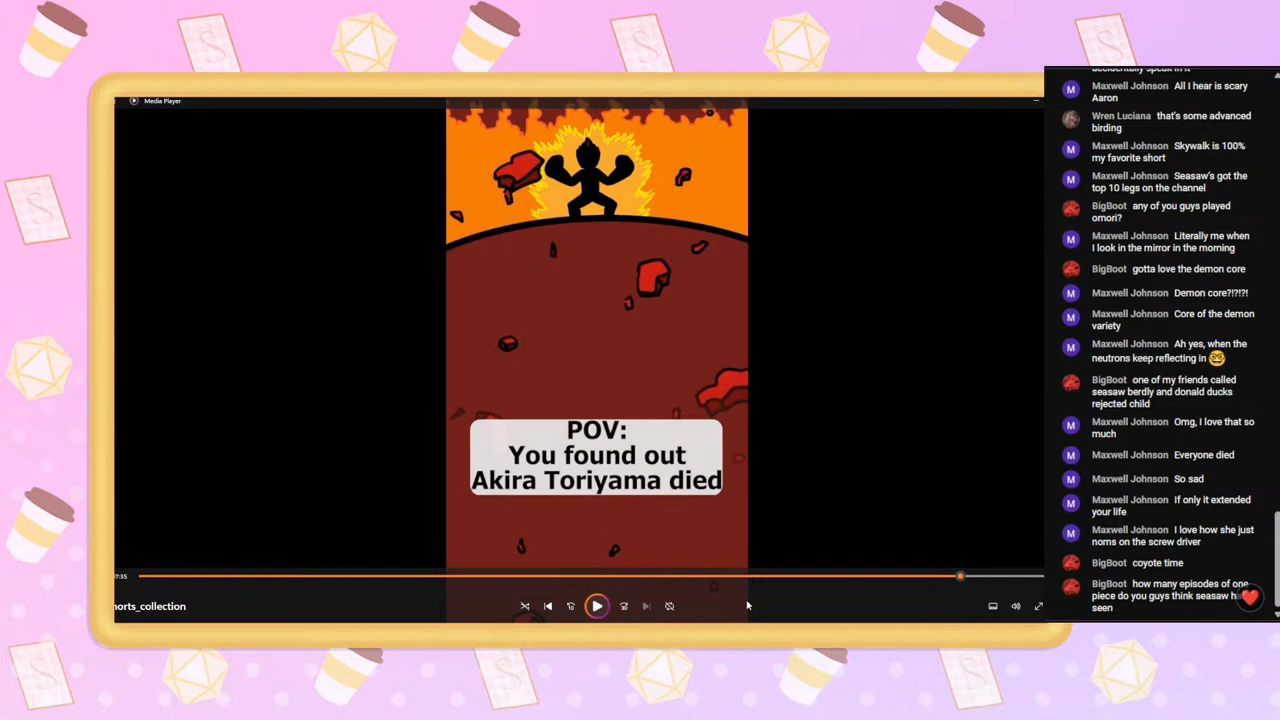 Media Player
POV:
You found out
Akira Toriyama died
7:35
horts_collection
accidentally speak in it
Maxwell Johnson All I hear is scary
Aaron
Wren Luciana that's some advanced
birding
Maxwell Johnson Skywalk is 100%
my favorite short
Maxwell Johnson Seasaw's got the
top 10 legs on the channel
BigBoot any of you guys played
omori?
Maxwell Johnson Literally me when
I look in the mirror in the morning
BigBoot gotta love the demon core
Maxwell Johnson Demon core?!?!?!
Maxwell Johnson Core of the demon
variety
Maxwell Johnson Ah yes, when the
neutrons keep reflecting in 🤓
BigBoot one of my friends called
seasaw berdly and donald ducks
rejected child
Maxwell Johnson Omg, I love that so
much
Maxwell Johnson Everyone died
Maxwell Johnson So sad
Maxwell Johnson If only it extended
your life
Maxwell Johnson I love how she just
noms on the screw driver
BigBoot coyote time
BigBoot how many episodes of one
piece do you guys think seasaw h
seen